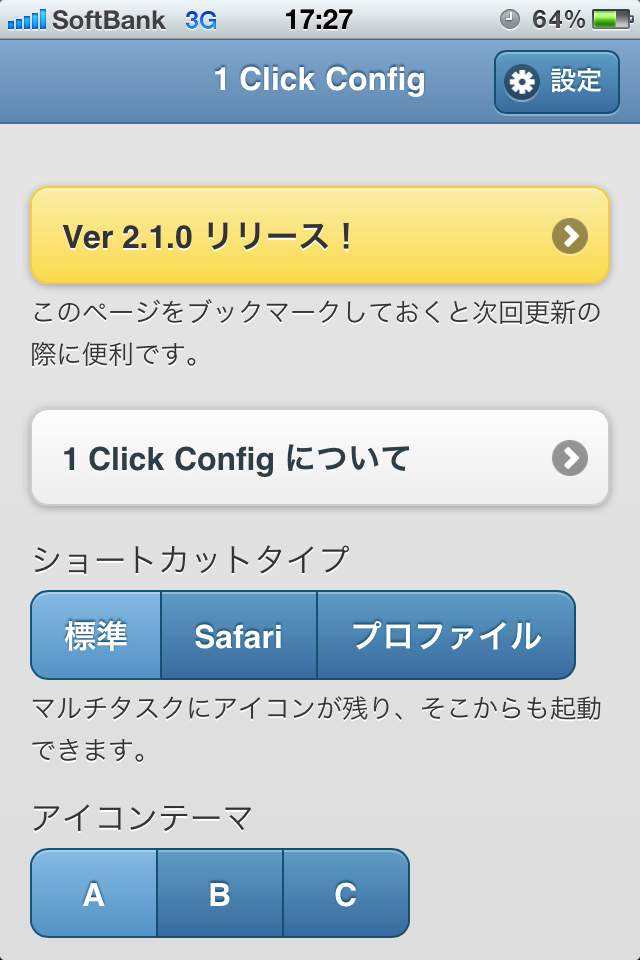 SoftBank 3G 17:27 64%
1 Click Config 設定
Ver 2.1.0 リリース！
このページをブックマークしておくと次回更新の
際に便利です。
1 Click Config について
ショートカットタイプ
標準 Safari プロファイル
マルチタスクにアイコンが残り、そこからも起動
できます。
アイコンテーマ
A B C